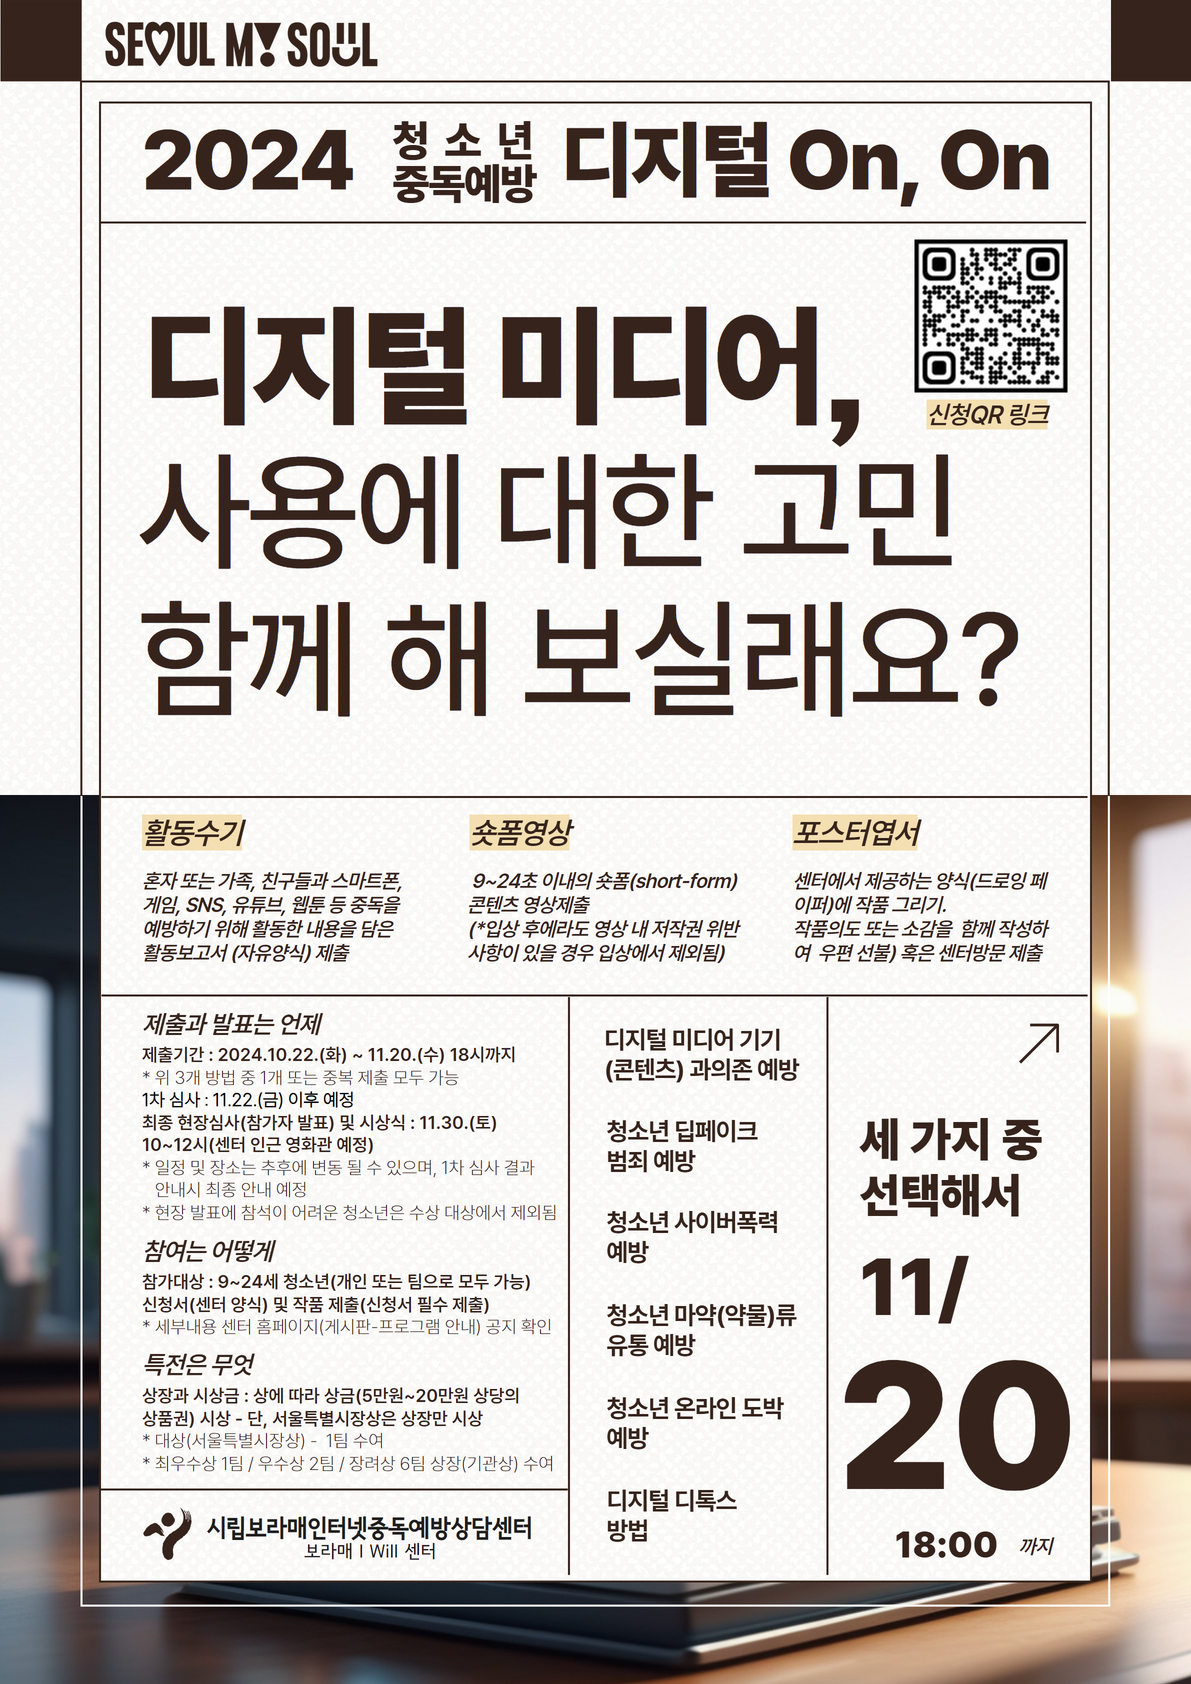 SEOUL MY SOUL
2024 청소년 중독예방 디지털 On, On
디지털 미디어,
사용에 대한 고민
함께 해 보실래요?
신청QR 링크
활동수기
혼자 또는 가족, 친구들과 스마트폰,
게임, SNS, 유튜브, 웹툰 등 중독을
예방하기 위해 활동한 내용을 담은
활동보고서 (자유양식) 제출
숏폼영상
9~24초 이내의 숏폼(short-form)
콘텐츠 영상제출
(*입상 후에라도 영상 내 저작권 위반
사항이 있을 경우 입상에서 제외됨)
포스터엽서
센터에서 제공하는 양식(드로잉 페
이퍼)에 작품 그리기.
작품의도 또는 소감을 함께 작성하
여 우편 선불) 혹은 센터방문 제출
제출과 발표는 언제
제출기간 : 2024.10.22.(화) ~ 11.20.(수) 18시까지
* 위 3개 방법 중 1개 또는 중복 제출 모두 가능
1차 심사 : 11.22.(금) 이후 예정
최종 현장심사(참가자 발표) 및 시상식 : 11.30.(토)
10~12시(센터 인근 영화관 예정)
* 일정 및 장소는 추후에 변동 될 수 있으며, 1차 심사 결과
안내시 최종 안내 예정
* 현장 발표에 참석이 어려운 청소년은 수상 대상에서 제외됨
참여는 어떻게
참가대상 : 9~24세 청소년(개인 또는 팀으로 모두 가능)
신청서(센터 양식) 및 작품 제출(신청서 필수 제출)
* 세부내용 센터 홈페이지(게시판-프로그램 안내) 공지 확인
특전은 무엇
상장과 시상금 : 상에 따라 상금(5만원~20만원 상당의
상품권) 시상 - 단, 서울특별시장상은 상장만 시상
* 대상(서울특별시장상) - 1팀 수여
* 최우수상 1팀 / 우수상 2팀 / 장려상 6팀 상장(기관상) 수여
시립보라매인터넷중독예방상담센터
보라매 I Will 센터
디지털 미디어 기기
(콘텐츠) 과의존 예방
청소년 딥페이크
범죄 예방
청소년 사이버폭력
예방
청소년 마약(약물)류
유통 예방
청소년 온라인 도박
예방
디지털 디톡스
방법
세 가지 중
선택해서
11/
20
18:00 까지